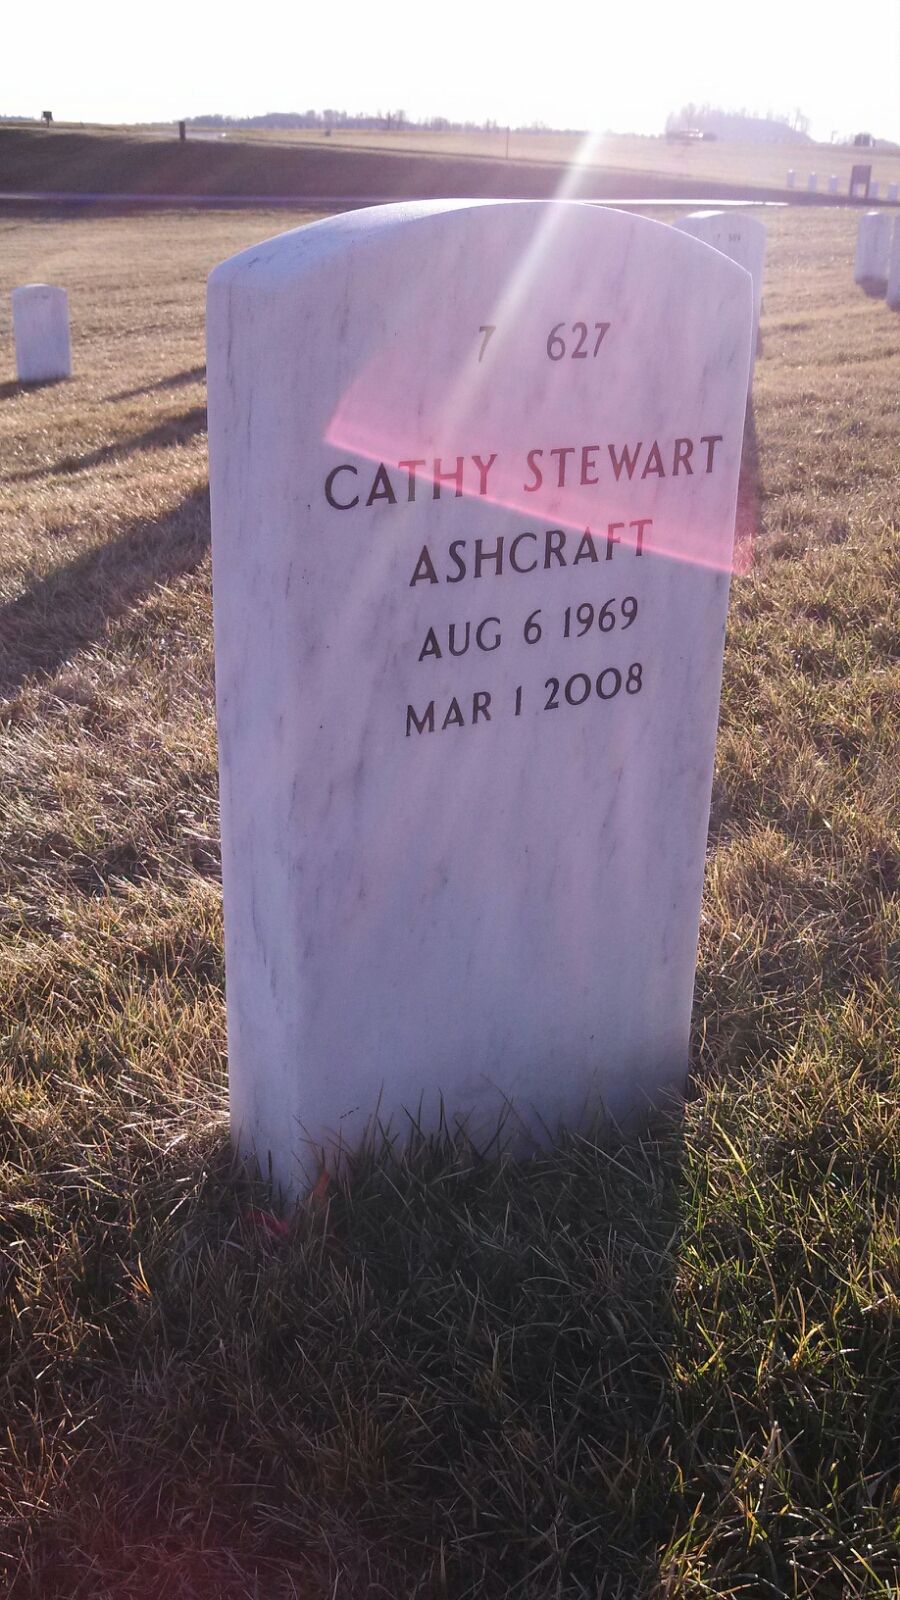 7 627
CATHY STEWART
ASHCRAFT
AUG 6 1969
MAR 1 2008